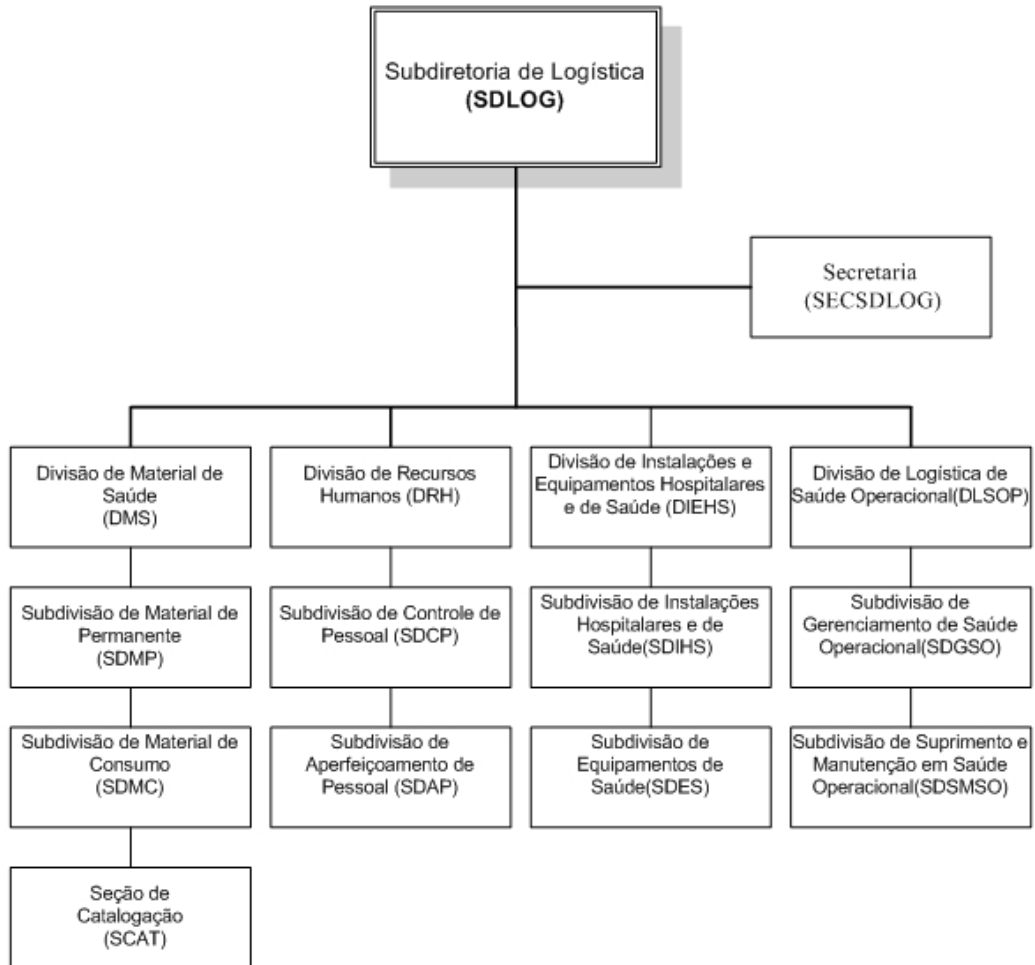 Subdiretoria de Logística
(SDLOG)
Secretaria
(SECSDLOG)
Divisão de Material de
Saúde
(DMS)
Divisão de Recursos
Humanos (DRH)
Divisão de Instalações e
Equipamentos Hospitalares
e de Saúde (DIEHS)
Divisão de Logística de
Saúde Operacional(DLSOP)
Subdivisão de Material de
Permanente
(SDMP)
Subdivisão de Controle de
Pessoal (SDCP)
Subdivisão de Instalações
Hospitalares e de
Saúde(SDIHS)
Subdivisão de
Gerenciamento de Saúde
Operacional(SDGSO)
Subdivisão de Material de
Consumo
(SDMC)
Subdivisão de
Aperfeiçoamento de
Pessoal (SDAP)
Subdivisão de
Equipamentos de
Saúde(SDES)
Subdivisão de Suprimento e
Manutenção em Saúde
Operacional(SDSMSO)
Seção de
Catalogação
(SCAT)